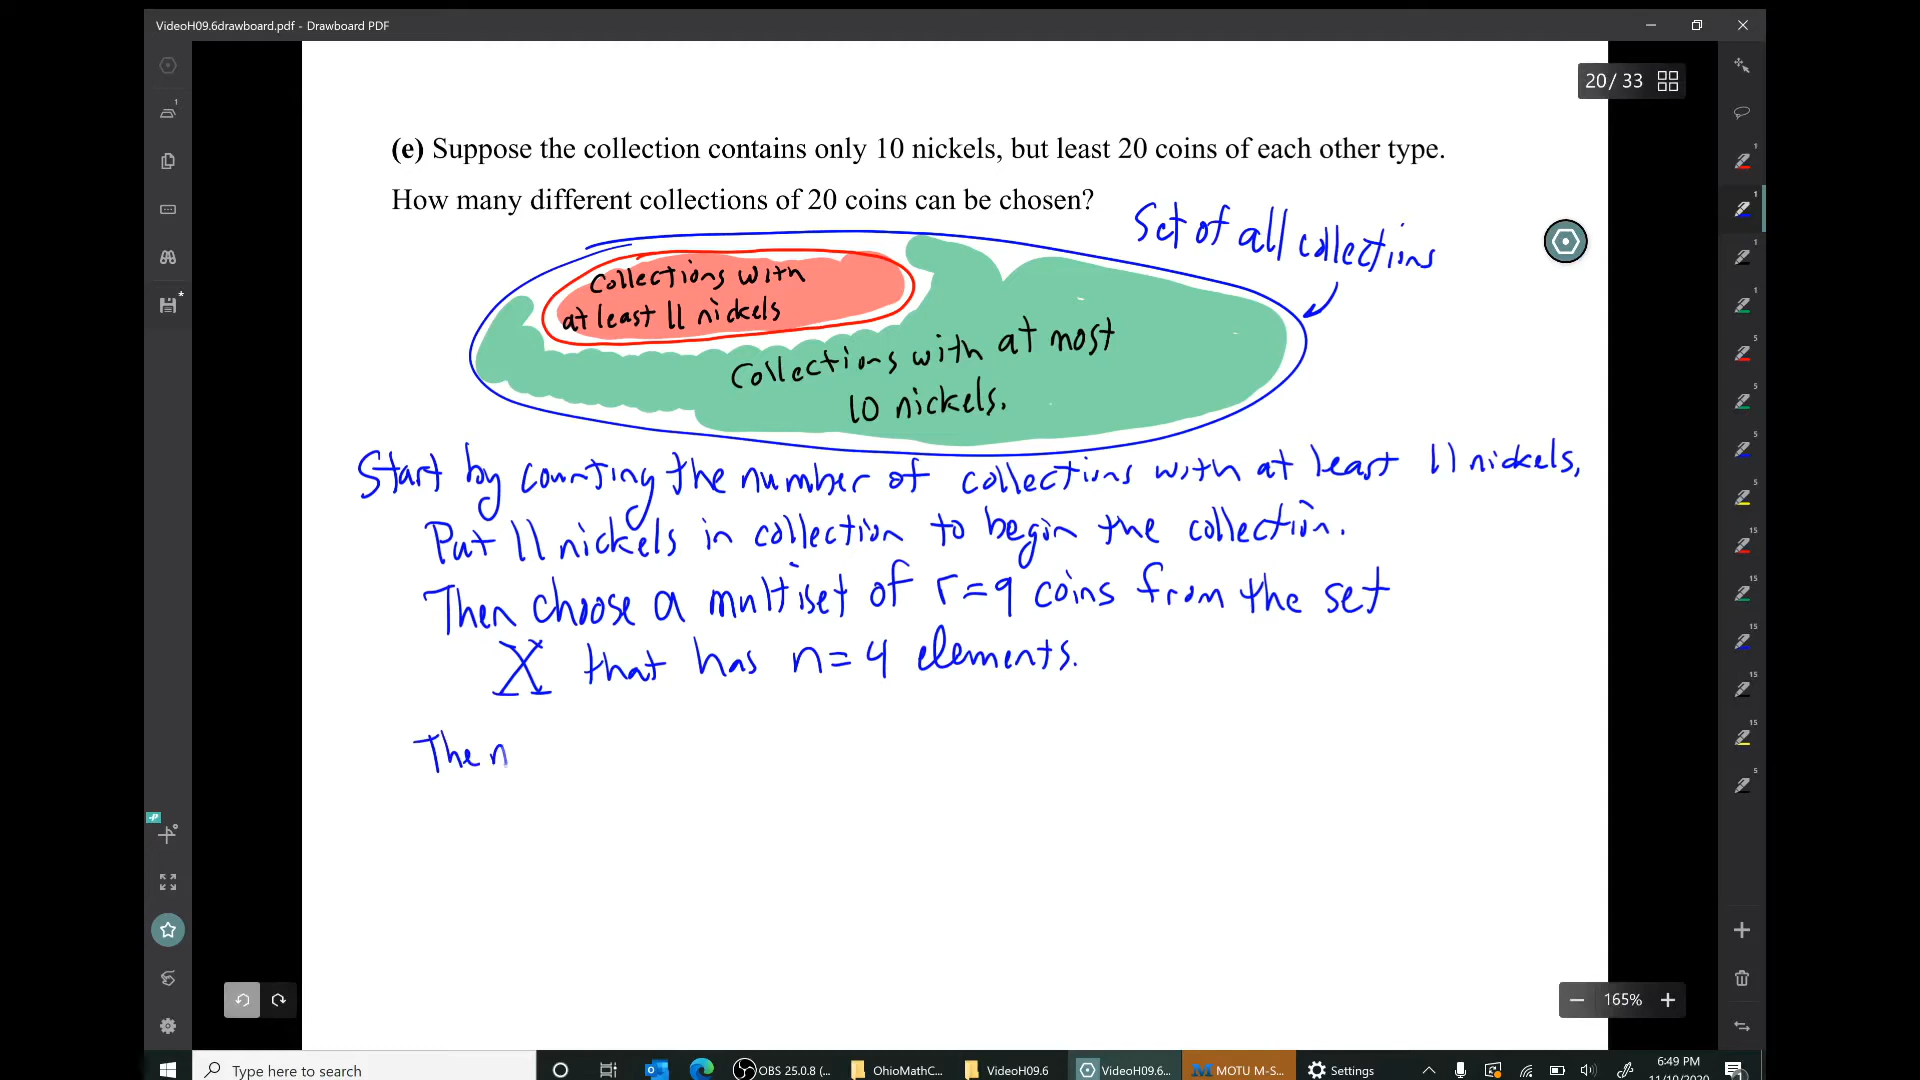 VideoH09.6drawboard.pdf - Drawboard PDF
20 / 33
(e) Suppose the collection contains only 10 nickels, but least 20 coins of each other type.
How many different collections of 20 coins can be chosen?
Set of all collections
Collections with
at least 11 nickels
Collections with at most
10 nickels.
Start by counting the number of collections with at least 11 nickels.
Put 11 nickels in collection to begin the collection.
Then choose a multiset of r=9 coins from the set
X that has n=4 elements.
Then
165%
Type here to search
OBS 25.0.8 (...
OhioMathC...
VideoH09.6
VideoH09.6...
MOTU M-S...
Settings
6:49 PM
11/10/2020